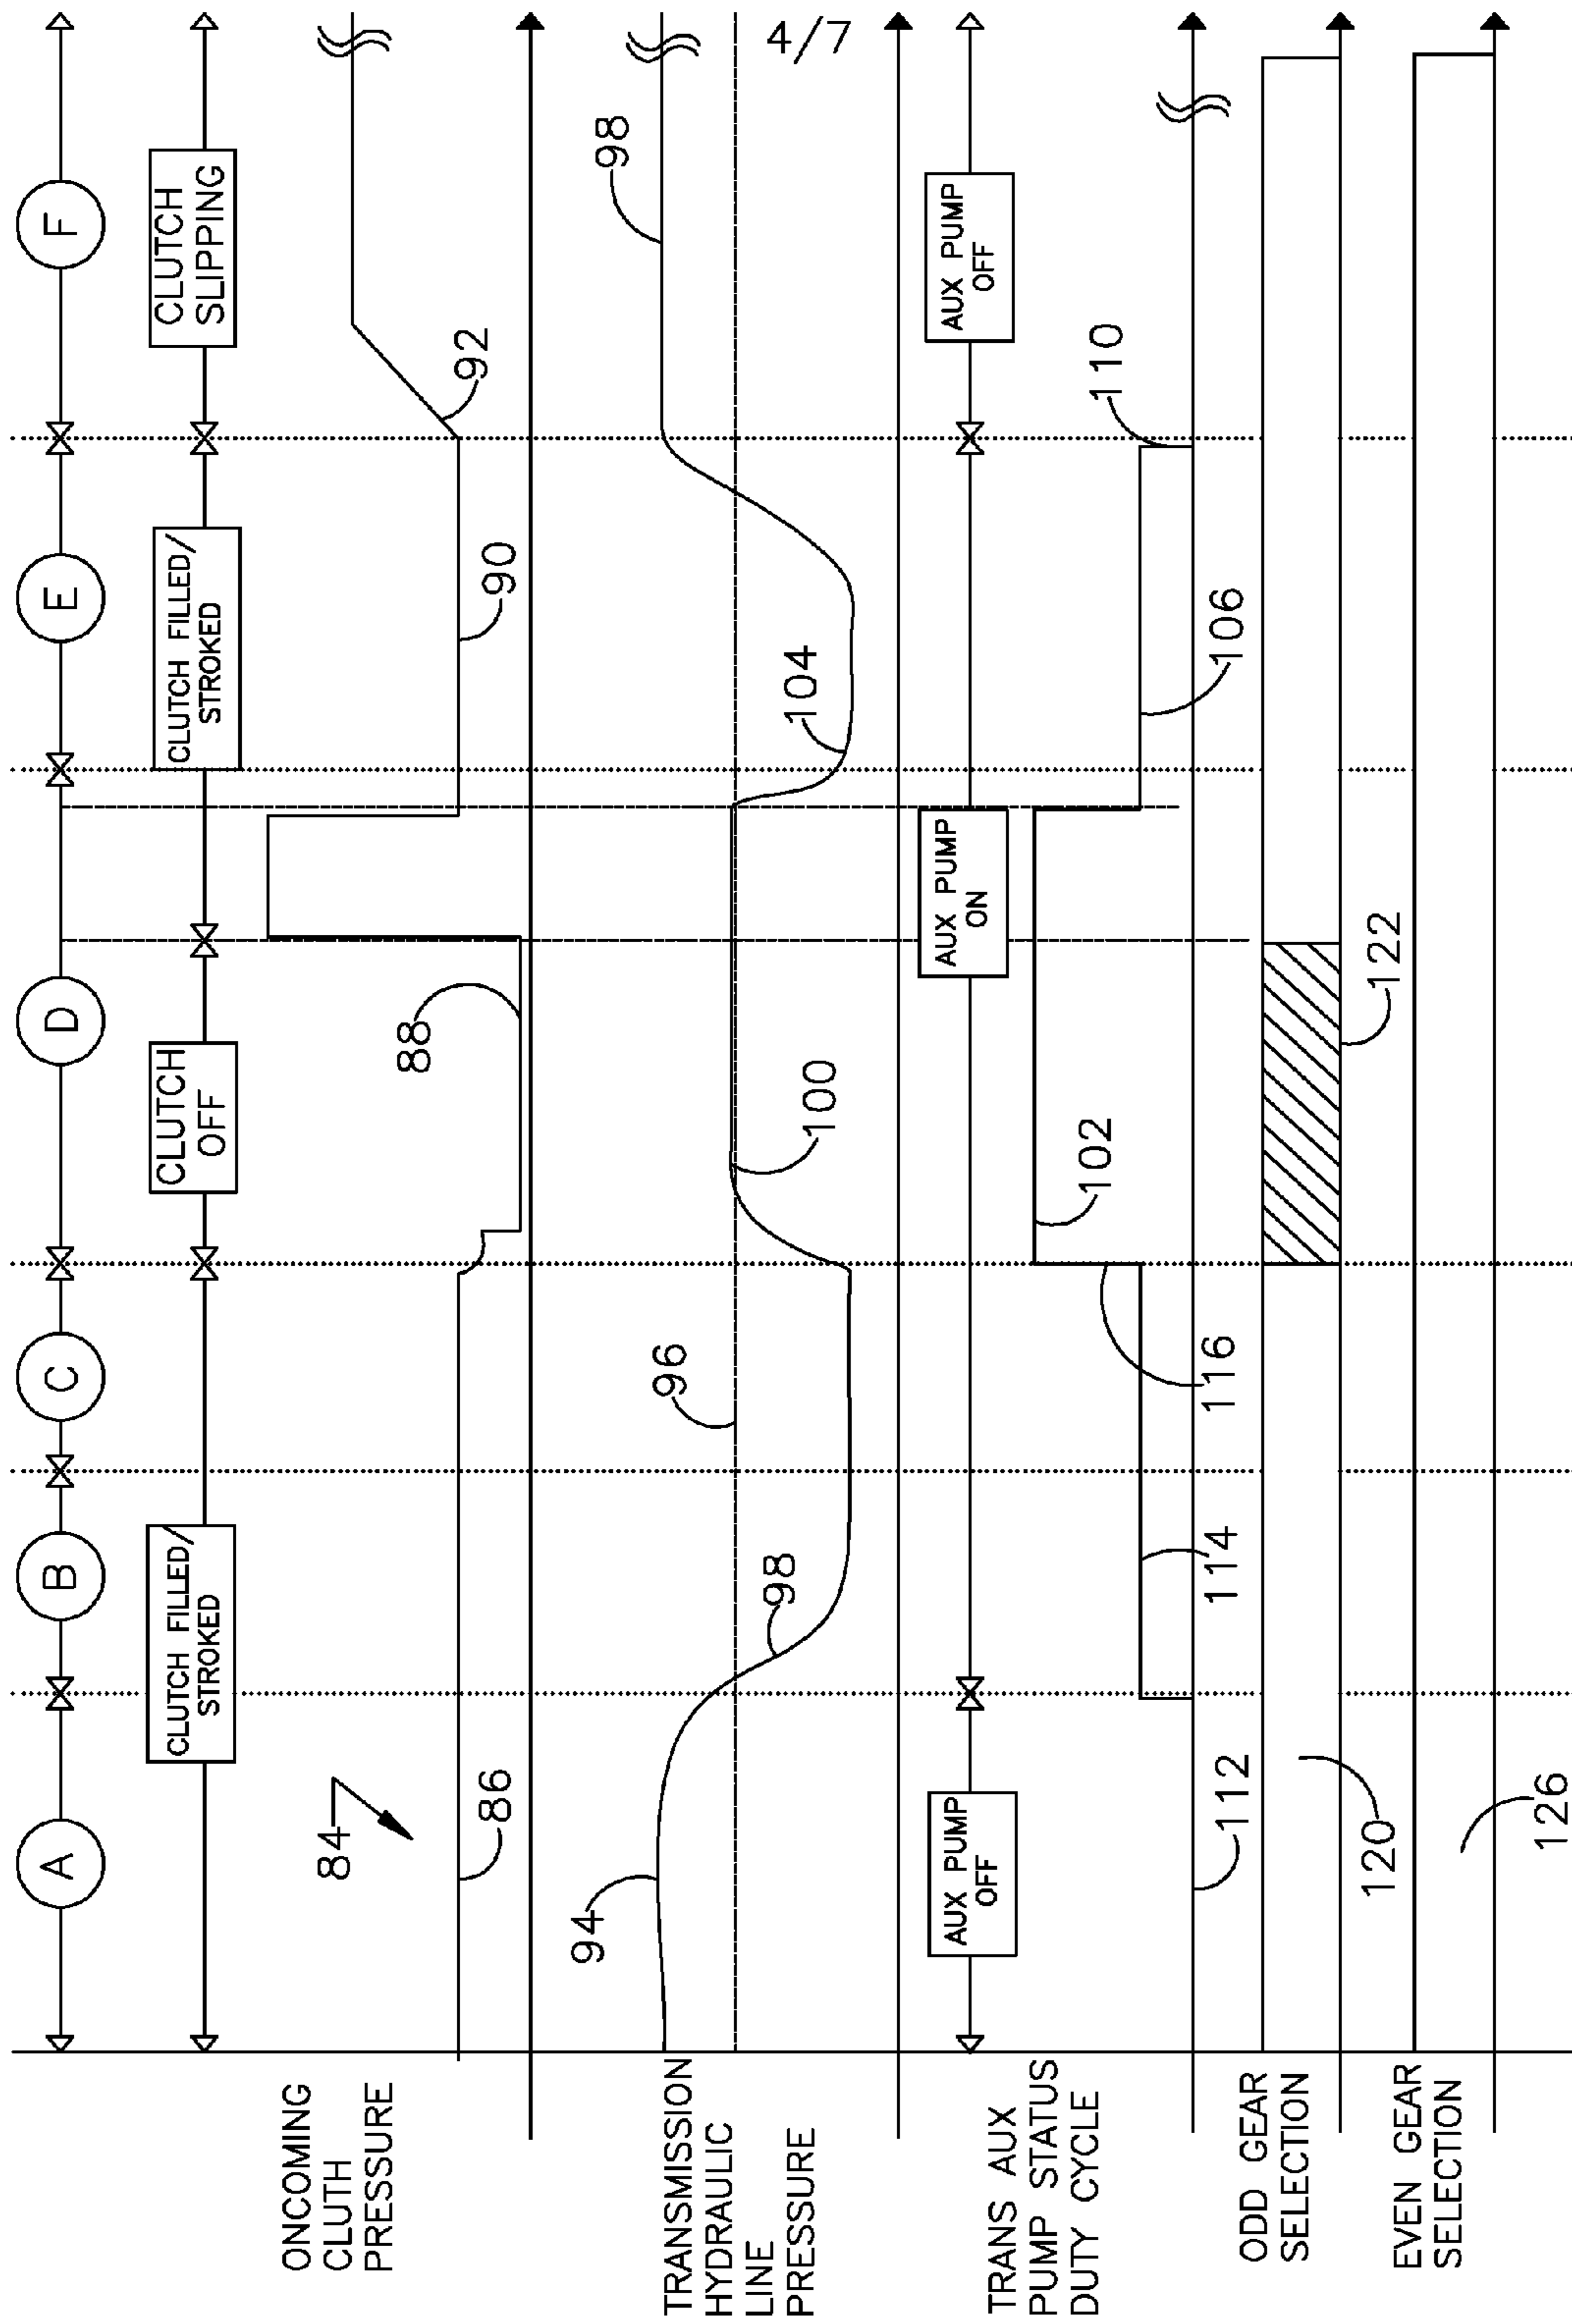 A
B
C
D
E
F
CLUTCH FILLED/
STROKED
CLUTCH
OFF
CLUTCH FILLED/
STROKED
CLUTCH
SLIPPING
ONCOMING
CLUTH
PRESSURE
84
86
88
90
92
TRANSMISSION
HYDRAULIC
LINE
PRESSURE
94
98
96
100
104
98
4/7
AUX PUMP
OFF
AUX PUMP
ON
AUX PUMP
OFF
TRANS AUX
PUMP STATUS
DUTY CYCLE
112
114
116
102
106
110
ODD GEAR
SELECTION
120
122
EVEN GEAR
SELECTION
126